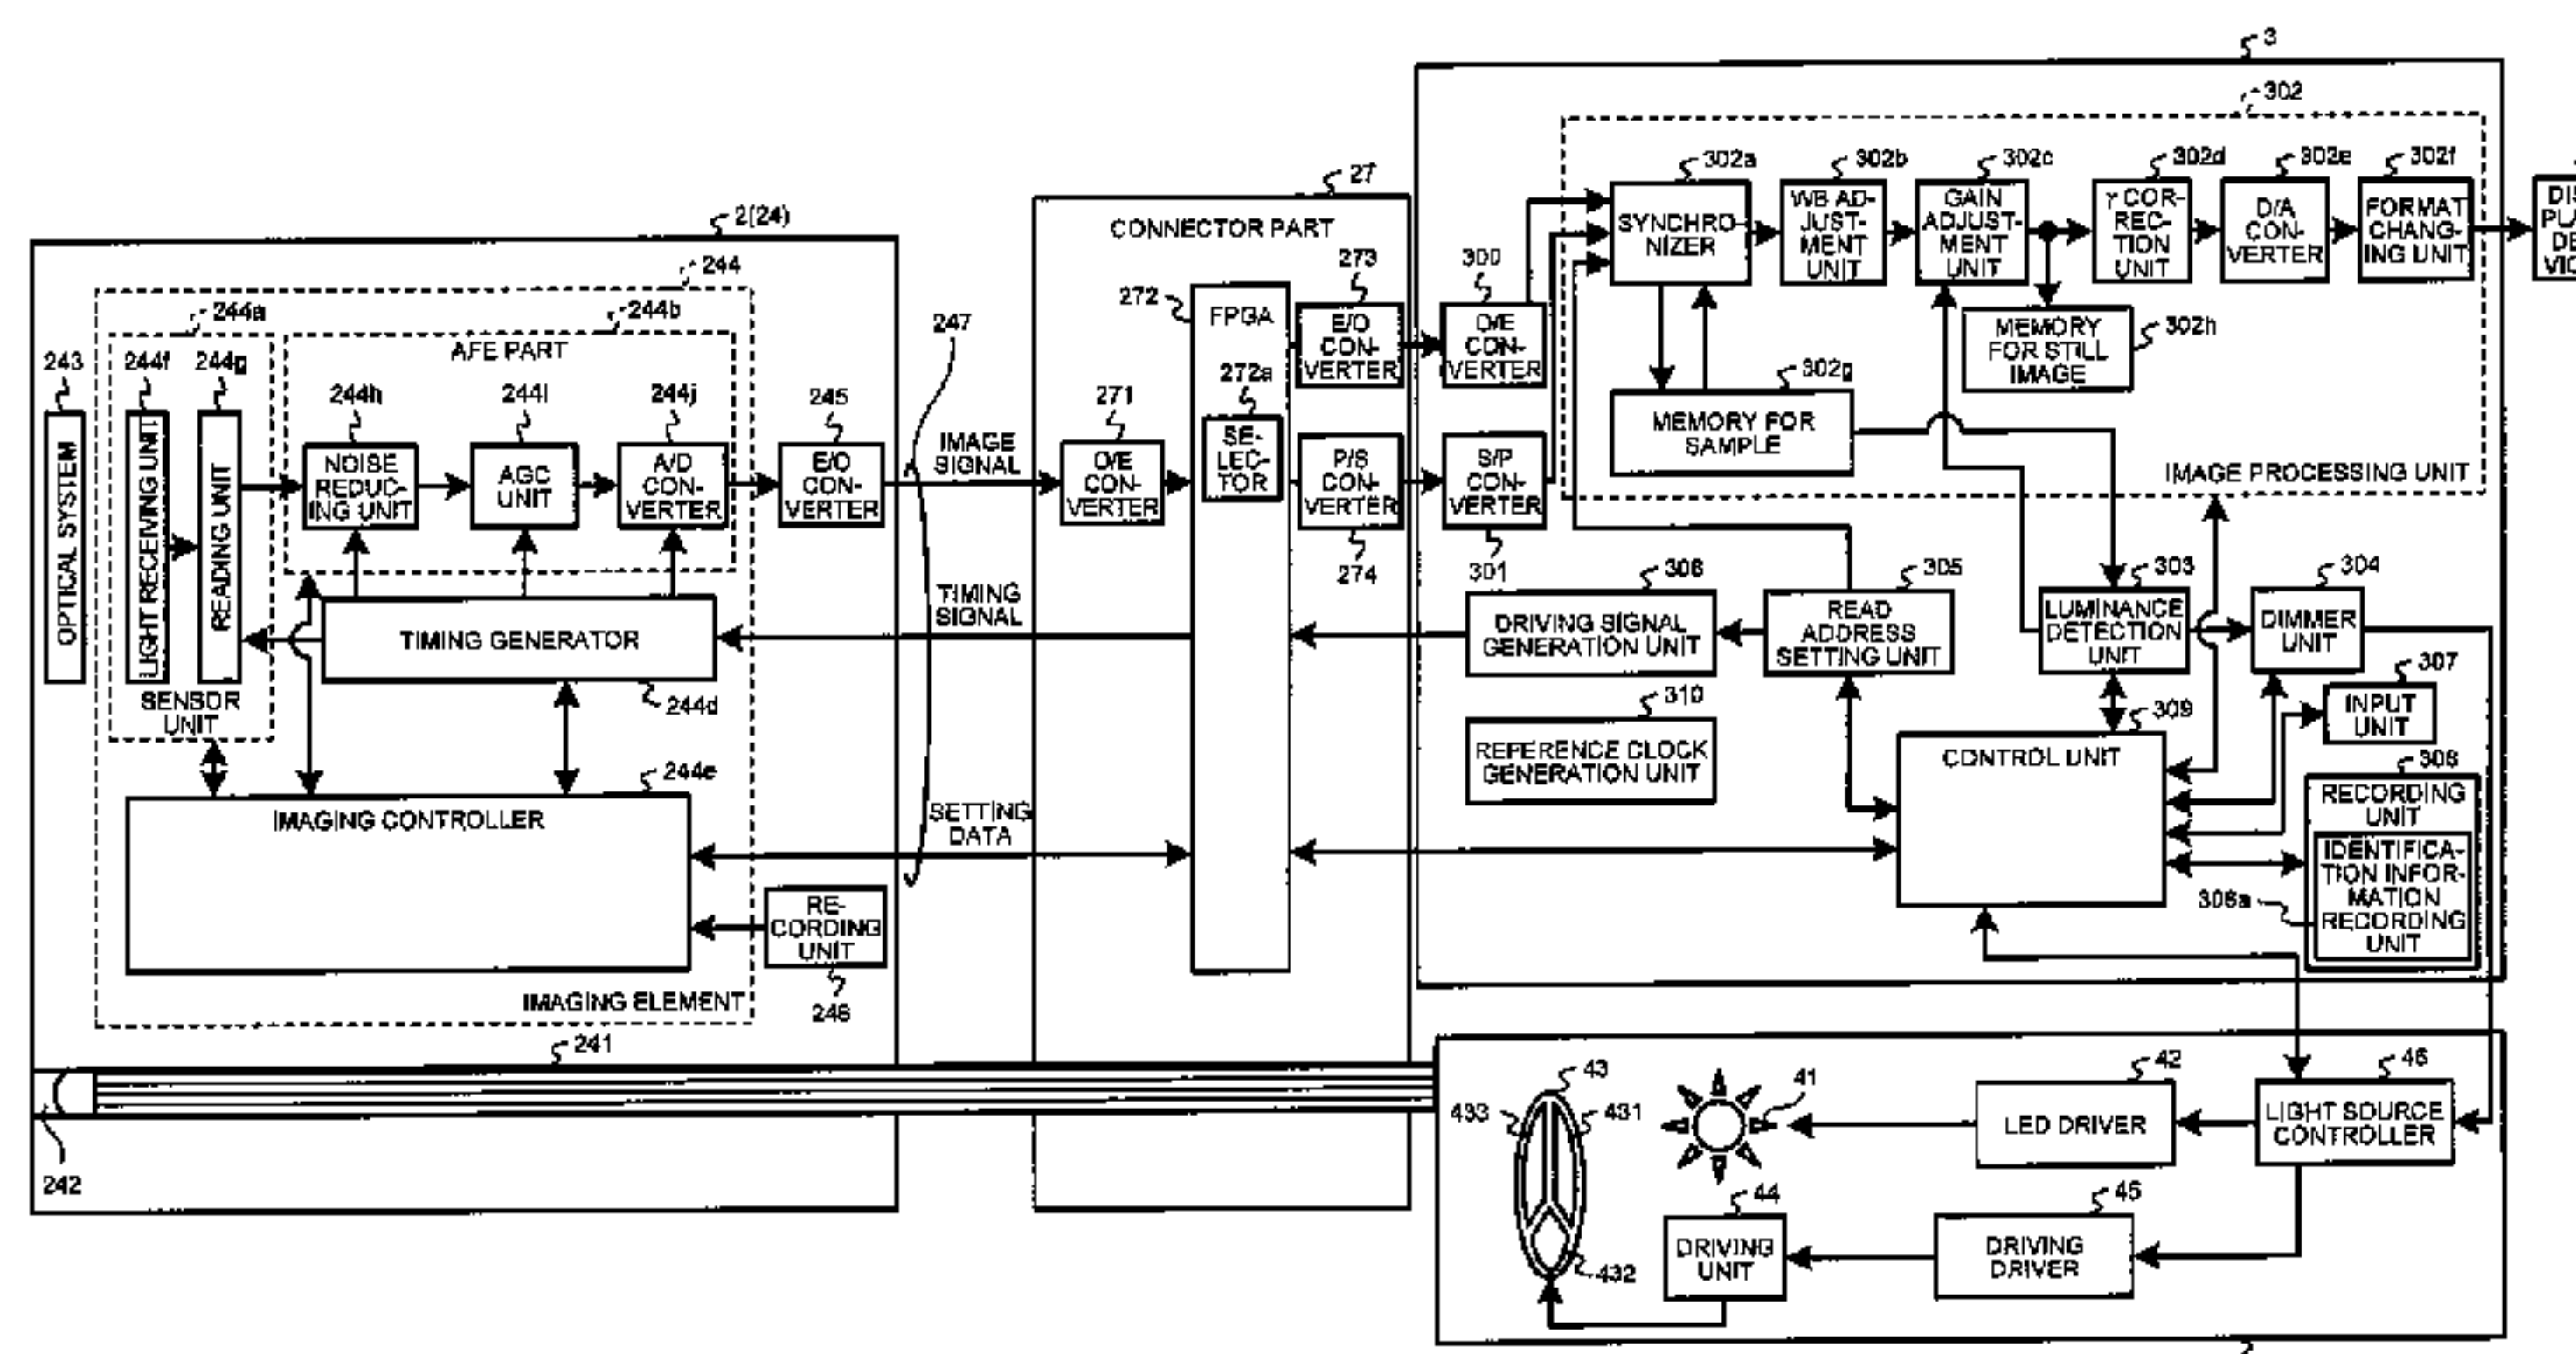 3
302
302a
302b
302c
302d
302e
302f
SYNCHRO-
NIZER
WB AD-
JUST-
MENT
UNIT
GAIN
ADJUST-
MENT
UNIT
γ COR-
REC-
TION
UNIT
D/A
CON-
VERTER
FORMAT
CHANG-
ING UNIT
MEMORY
FOR STILL
IMAGE
302h
302g
MEMORY FOR
SAMPLE
IMAGE PROCESSING UNIT
27
CONNECTOR PART
272
FPGA
273
E/O
CON-
VERTER
300
O/E
CON-
VERTER
272a
SE-
LEC-
TOR
271
O/E
CON-
VERTER
P/S
CON-
VERTER
274
S/P
CON-
VERTER
301
2(24)
244
244a
244b
AFE PART
243
OPTICAL SYSTEM
244f
LIGHT RECEIVING UNIT
244g
READING UNIT
SENSOR
UNIT
244h
NOISE
REDUC-
ING UNIT
244i
AGC
UNIT
244j
A/D
CON-
VERTER
245
E/O
CON-
VERTER
247
IMAGE
SIGNAL
TIMING
SIGNAL
SETTING
DATA
TIMING GENERATOR
244d
244e
IMAGING CONTROLLER
RE-
CORDING
UNIT
246
IMAGING ELEMENT
241
242
306
DRIVING SIGNAL
GENERATION UNIT
305
READ
ADDRESS
SETTING UNIT
303
LUMINANCE
DETECTION
UNIT
304
DIMMER
UNIT
307
INPUT
UNIT
310
REFERENCE CLOCK
GENERATION UNIT
309
CONTROL UNIT
308
RECORDING
UNIT
308a
IDENTIFICA-
TION INFOR-
MATION
RECORDING
UNIT
43
433
431
432
41
42
LED DRIVER
46
LIGHT SOURCE
CONTROLLER
44
DRIVING
UNIT
45
DRIVING
DRIVER